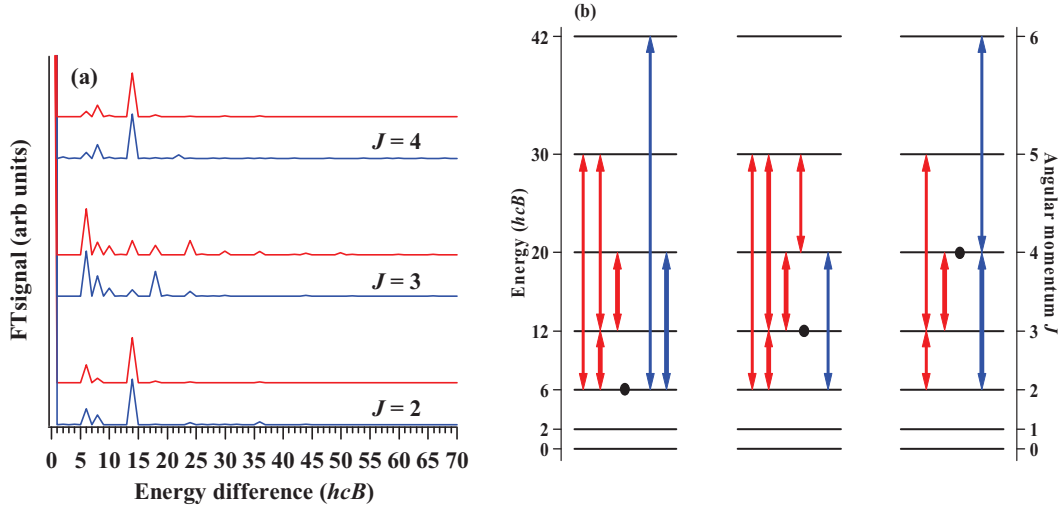 (a)
FTsignal (arb units)
J = 4
J = 3
J = 2
0 5 10 15 20 25 30 35 40 45 50 55 60 65 70
Energy difference (hcB)
(b)
Energy (hcB)
42
30
20
12
6
2
0
6
5
4
3
2
1
0
Angular momentum J